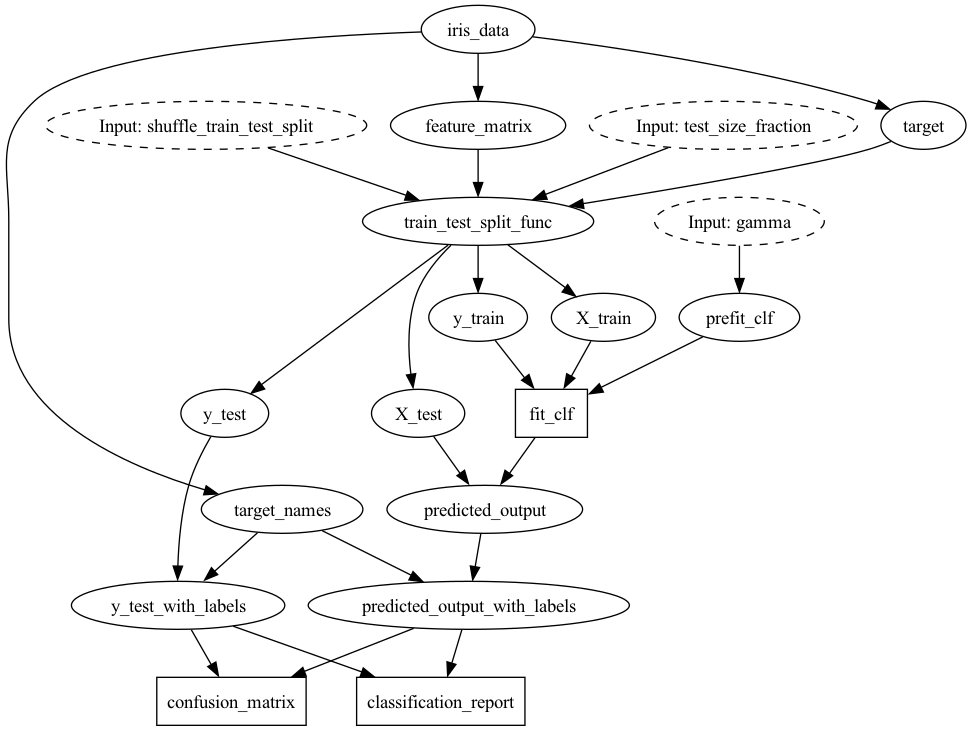 iris_data
Input: shuffle_train_test_split
feature_matrix
Input: test_size_fraction
target
train_test_split_func
Input: gamma
y_train
X_train
prefit_clf
y_test
X_test
fit_clf
target_names
predicted_output
y_test_with_labels
predicted_output_with_labels
confusion_matrix
classification_report